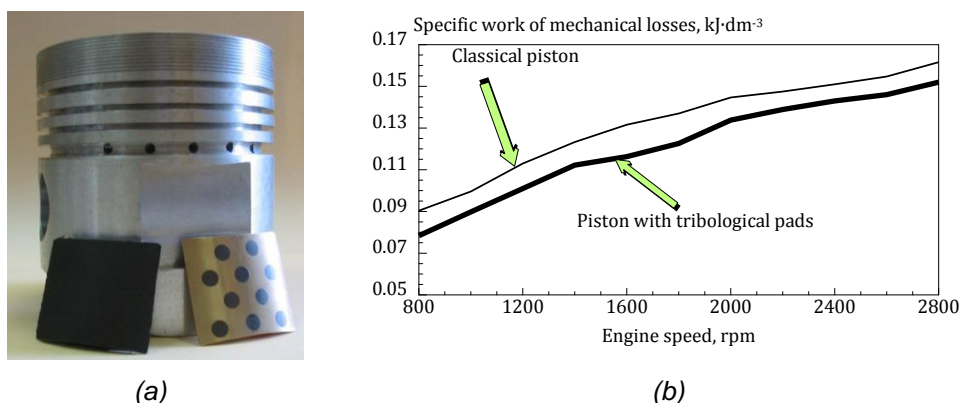 Specific work of mechanical losses, kJ·dm⁻³
0.17
Classical piston
0.15
0.13
0.11
0.09
Piston with tribological pads
0.07
0.05
800 1200 1600 2000 2400 2800
Engine speed, rpm
(a) (b)